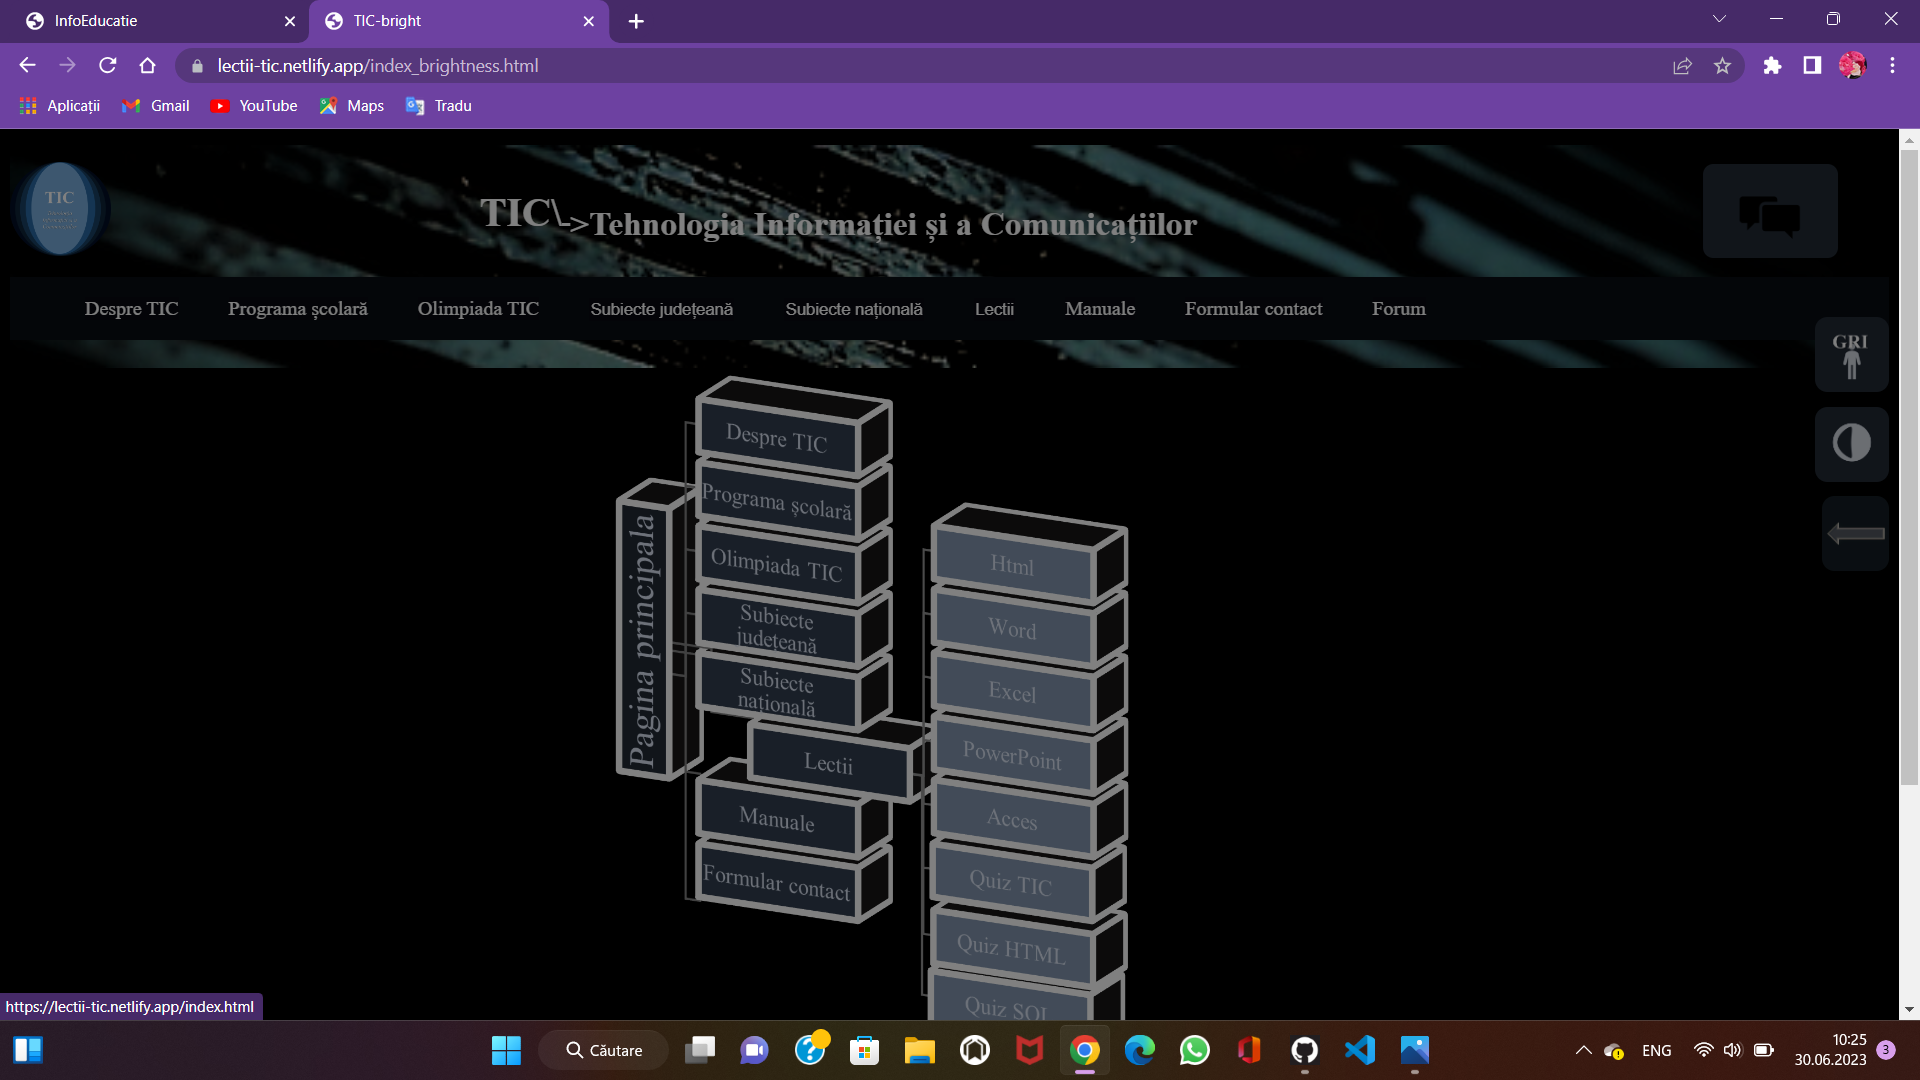 InfoEducatie
TIC-bright
lectii-tic.netlify.app/index_brightness.html
Aplicații
Gmail
YouTube
Maps
Tradu
TIC
TIC\->Tehnologia Informației și a Comunicațiilor
Despre TIC
Programa școlară
Olimpiada TIC
Subiecte județeană
Subiecte națională
Lectii
Manuale
Formular contact
Forum
GRI
Pagina principala
Despre TIC
Programa școlară
Olimpiada TIC
Subiecte
județeană
Subiecte
națională
Lectii
Manuale
Formular contact
Html
Word
Excel
PowerPoint
Acces
Quiz TIC
Quiz HTML
Quiz SQL
https://lectii-tic.netlify.app/index.html
Căutare
ENG
10:25
30.06.2023
3